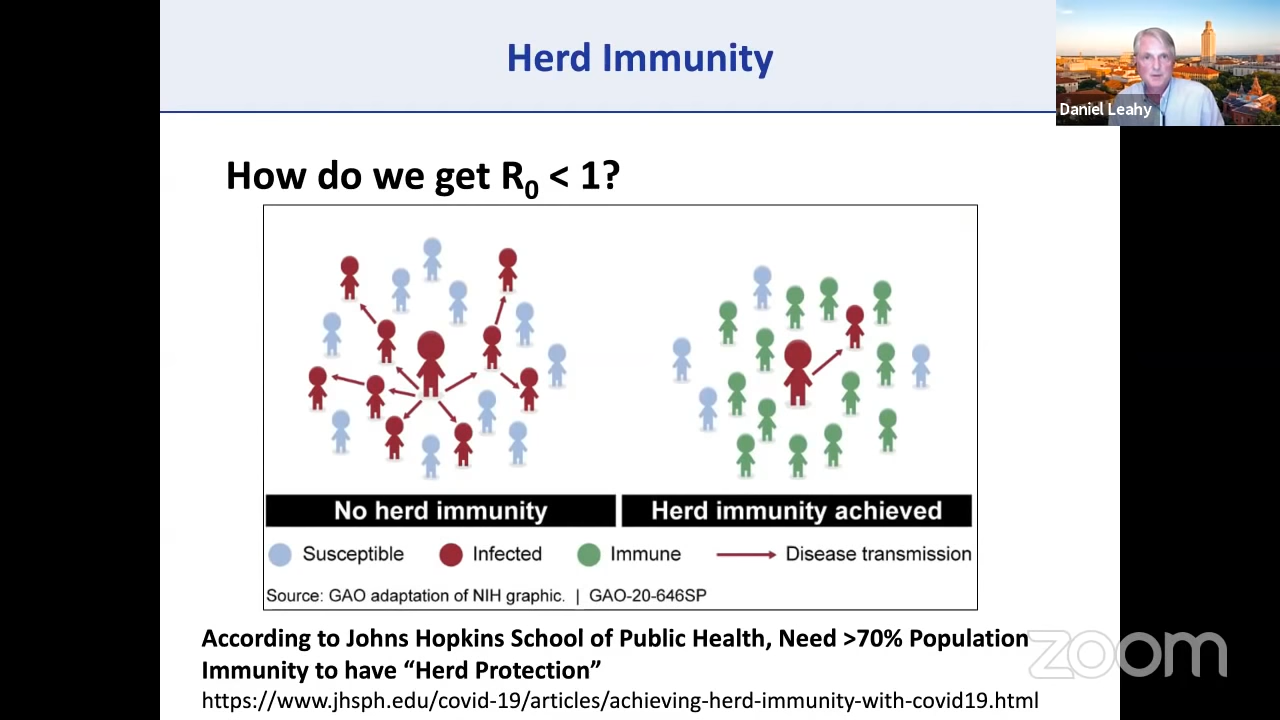 Herd Immunity
Daniel Leahy
How do we get R₀ < 1?
No herd immunity
Herd immunity achieved
Susceptible
Infected
Immune
Disease transmission
Source: GAO adaptation of NIH graphic. | GAO-20-646SP
According to Johns Hopkins School of Public Health, Need >70% Population
Immunity to have “Herd Protection”
https://www.jhsph.edu/covid-19/articles/achieving-herd-immunity-with-covid19.html
zoom